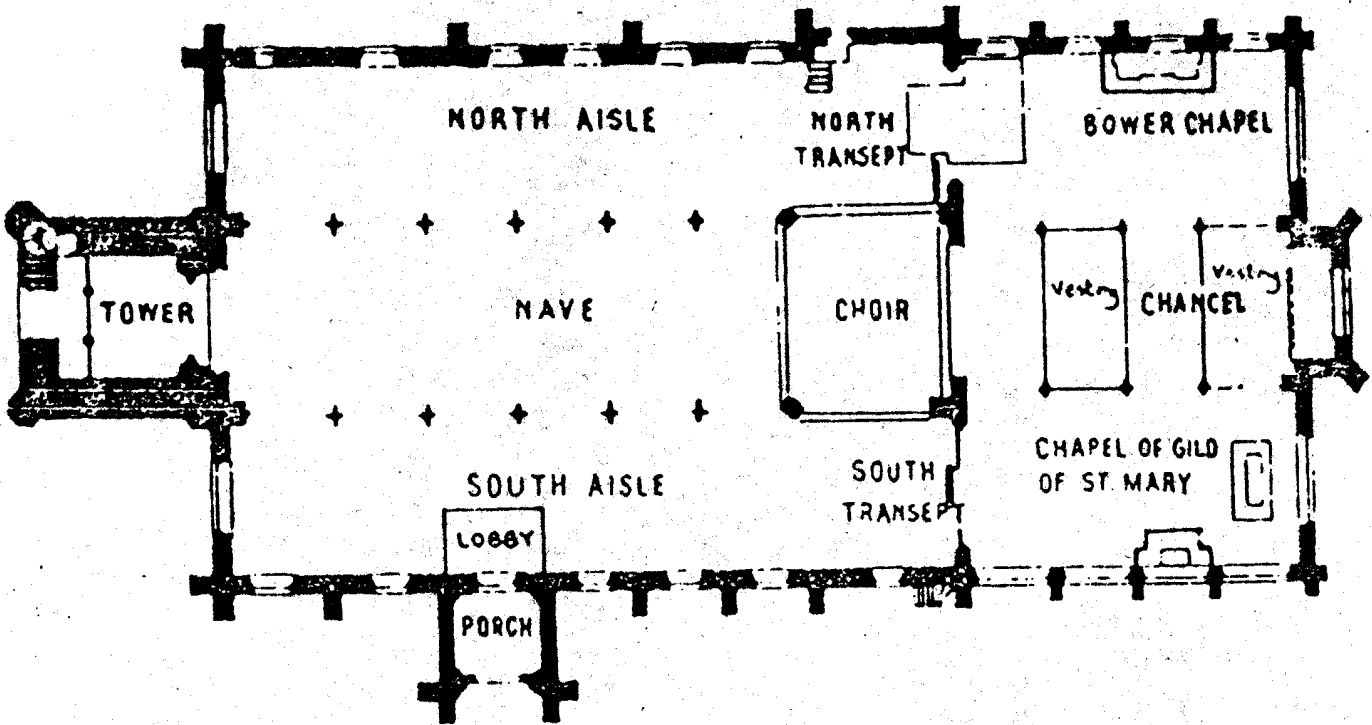 NORTH AISLE
NORTH
TRANSEPT
BOWER CHAPEL
TOWER
NAVE
CHOIR
Vestry
CHANCEL
Vestry
SOUTH AISLE
SOUTH
TRANSEPT
CHAPEL OF GILD
OF ST. MARY
LOBBY
PORCH